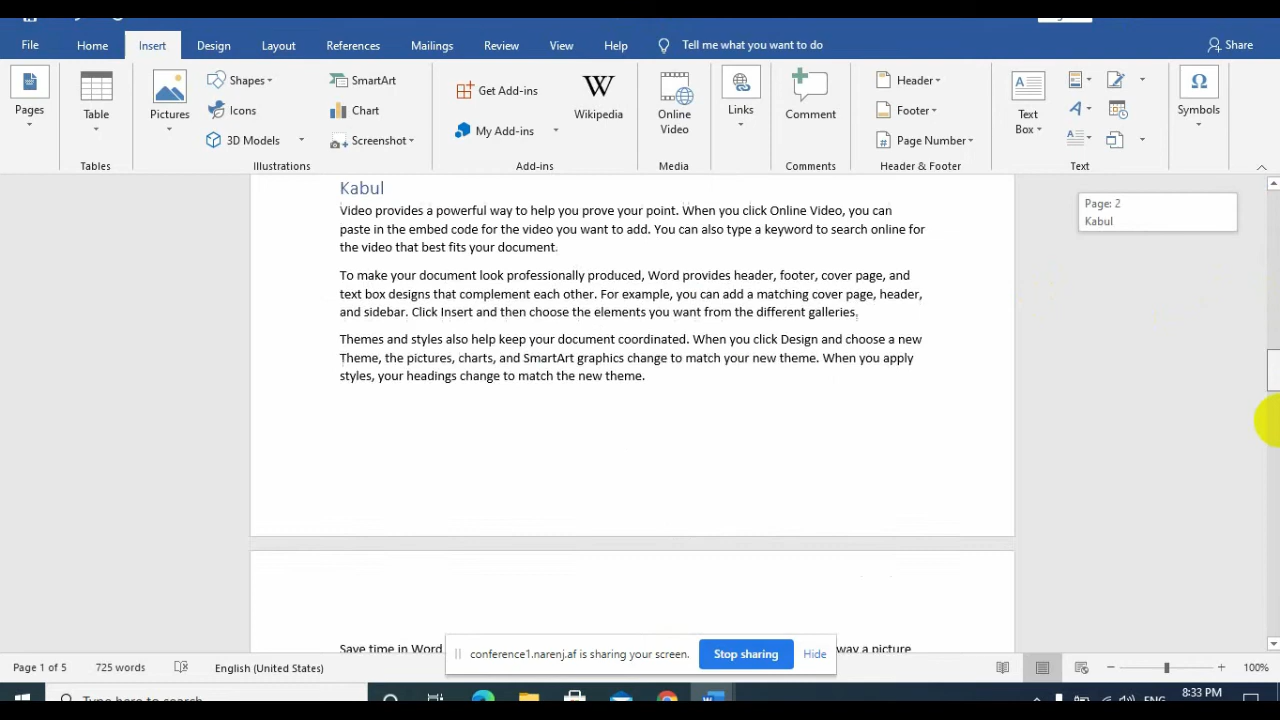 File Home Insert Design Layout References Mailings Review View Help Tell me what you want to do Share
Pages
Table
Tables
Pictures
Shapes
Icons
3D Models
SmartArt
Chart
Screenshot
Illustrations
Get Add-ins
My Add-ins
Add-ins
W
Wikipedia
Online
Video
Media
Links
Comment
Comments
Header
Footer
Page Number
Header & Footer
Text
Box
Text
Ω
Symbols
Kabul
Video provides a powerful way to help you prove your point. When you click Online Video, you can
paste in the embed code for the video you want to add. You can also type a keyword to search online for
the video that best fits your document.
To make your document look professionally produced, Word provides header, footer, cover page, and
text box designs that complement each other. For example, you can add a matching cover page, header,
and sidebar. Click Insert and then choose the elements you want from the different galleries.
Themes and styles also help keep your document coordinated. When you click Design and choose a new
Theme, the pictures, charts, and SmartArt graphics change to match your new theme. When you apply
styles, your headings change to match the new theme.
Page: 2
Kabul
Save time in Word
way a picture
conference1.narenj.af is sharing your screen. Stop sharing Hide
Page 1 of 5 725 words English (United States) 100%
Type here to search
ENG 8:33 PM